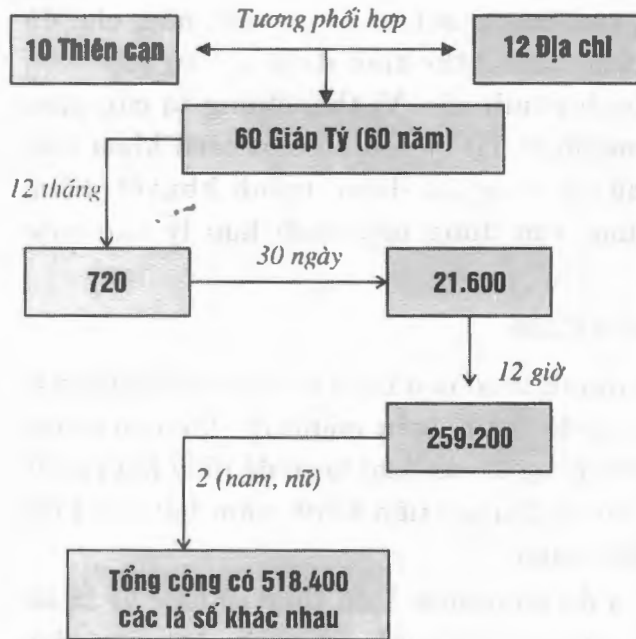 Tương phối hợp
10 Thiên can
12 Địa chi
60 Giáp Tý (60 năm)
12 tháng
720
30 ngày
21.600
12 giờ
259.200
2 (nam, nữ)
Tổng cộng có 518.400
các lá số khác nhau